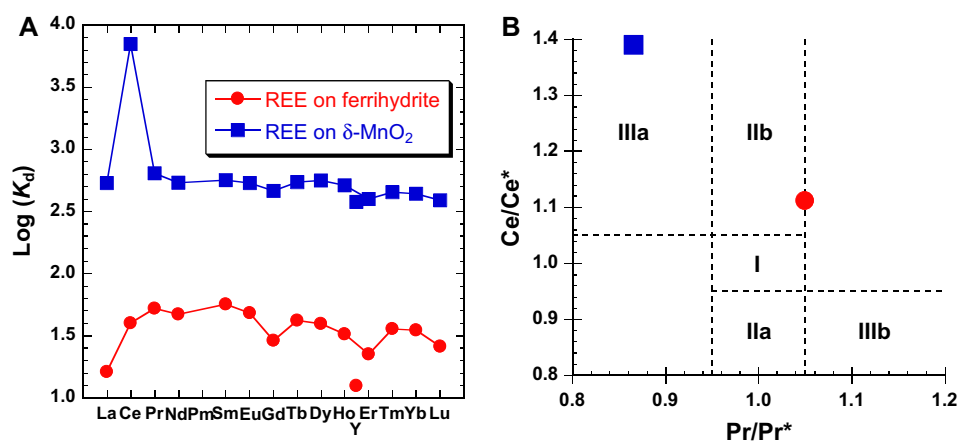 A
Log (Kd)
4.0
3.5
3.0
2.5
2.0
1.5
1.0
REE on ferrihydrite
REE on δ-MnO2
La Ce Pr Nd Pm Sm Eu Gd Tb Dy Ho Er Tm Yb Lu
Y
B
Ce/Ce*
1.4
1.3
1.2
1.1
1.0
0.9
0.8
IIIa
IIb
I
IIa
IIIb
0.8 0.9 1.0 1.1 1.2
Pr/Pr*